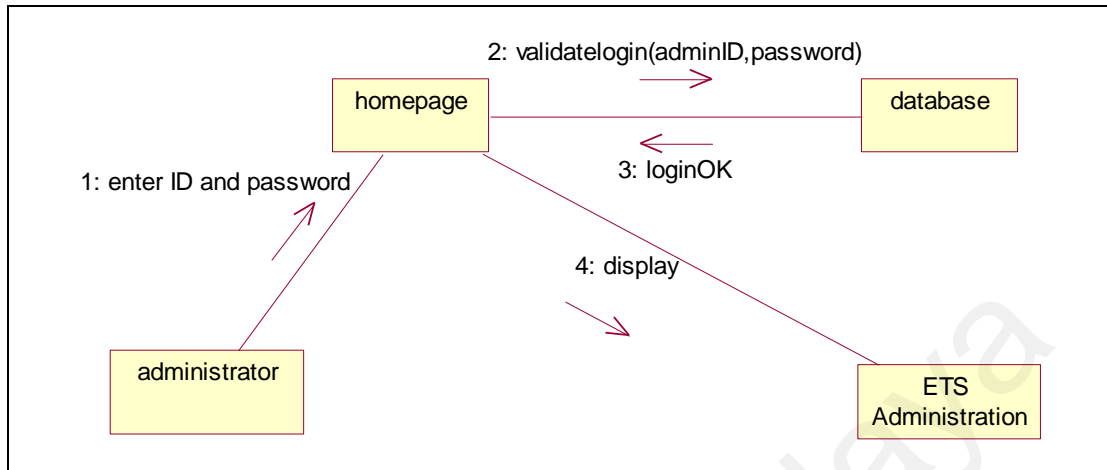 2: validatelogin(adminID,password)
homepage
database
3: loginOK
1: enter ID and password
4: display
administrator
ETS
Administration